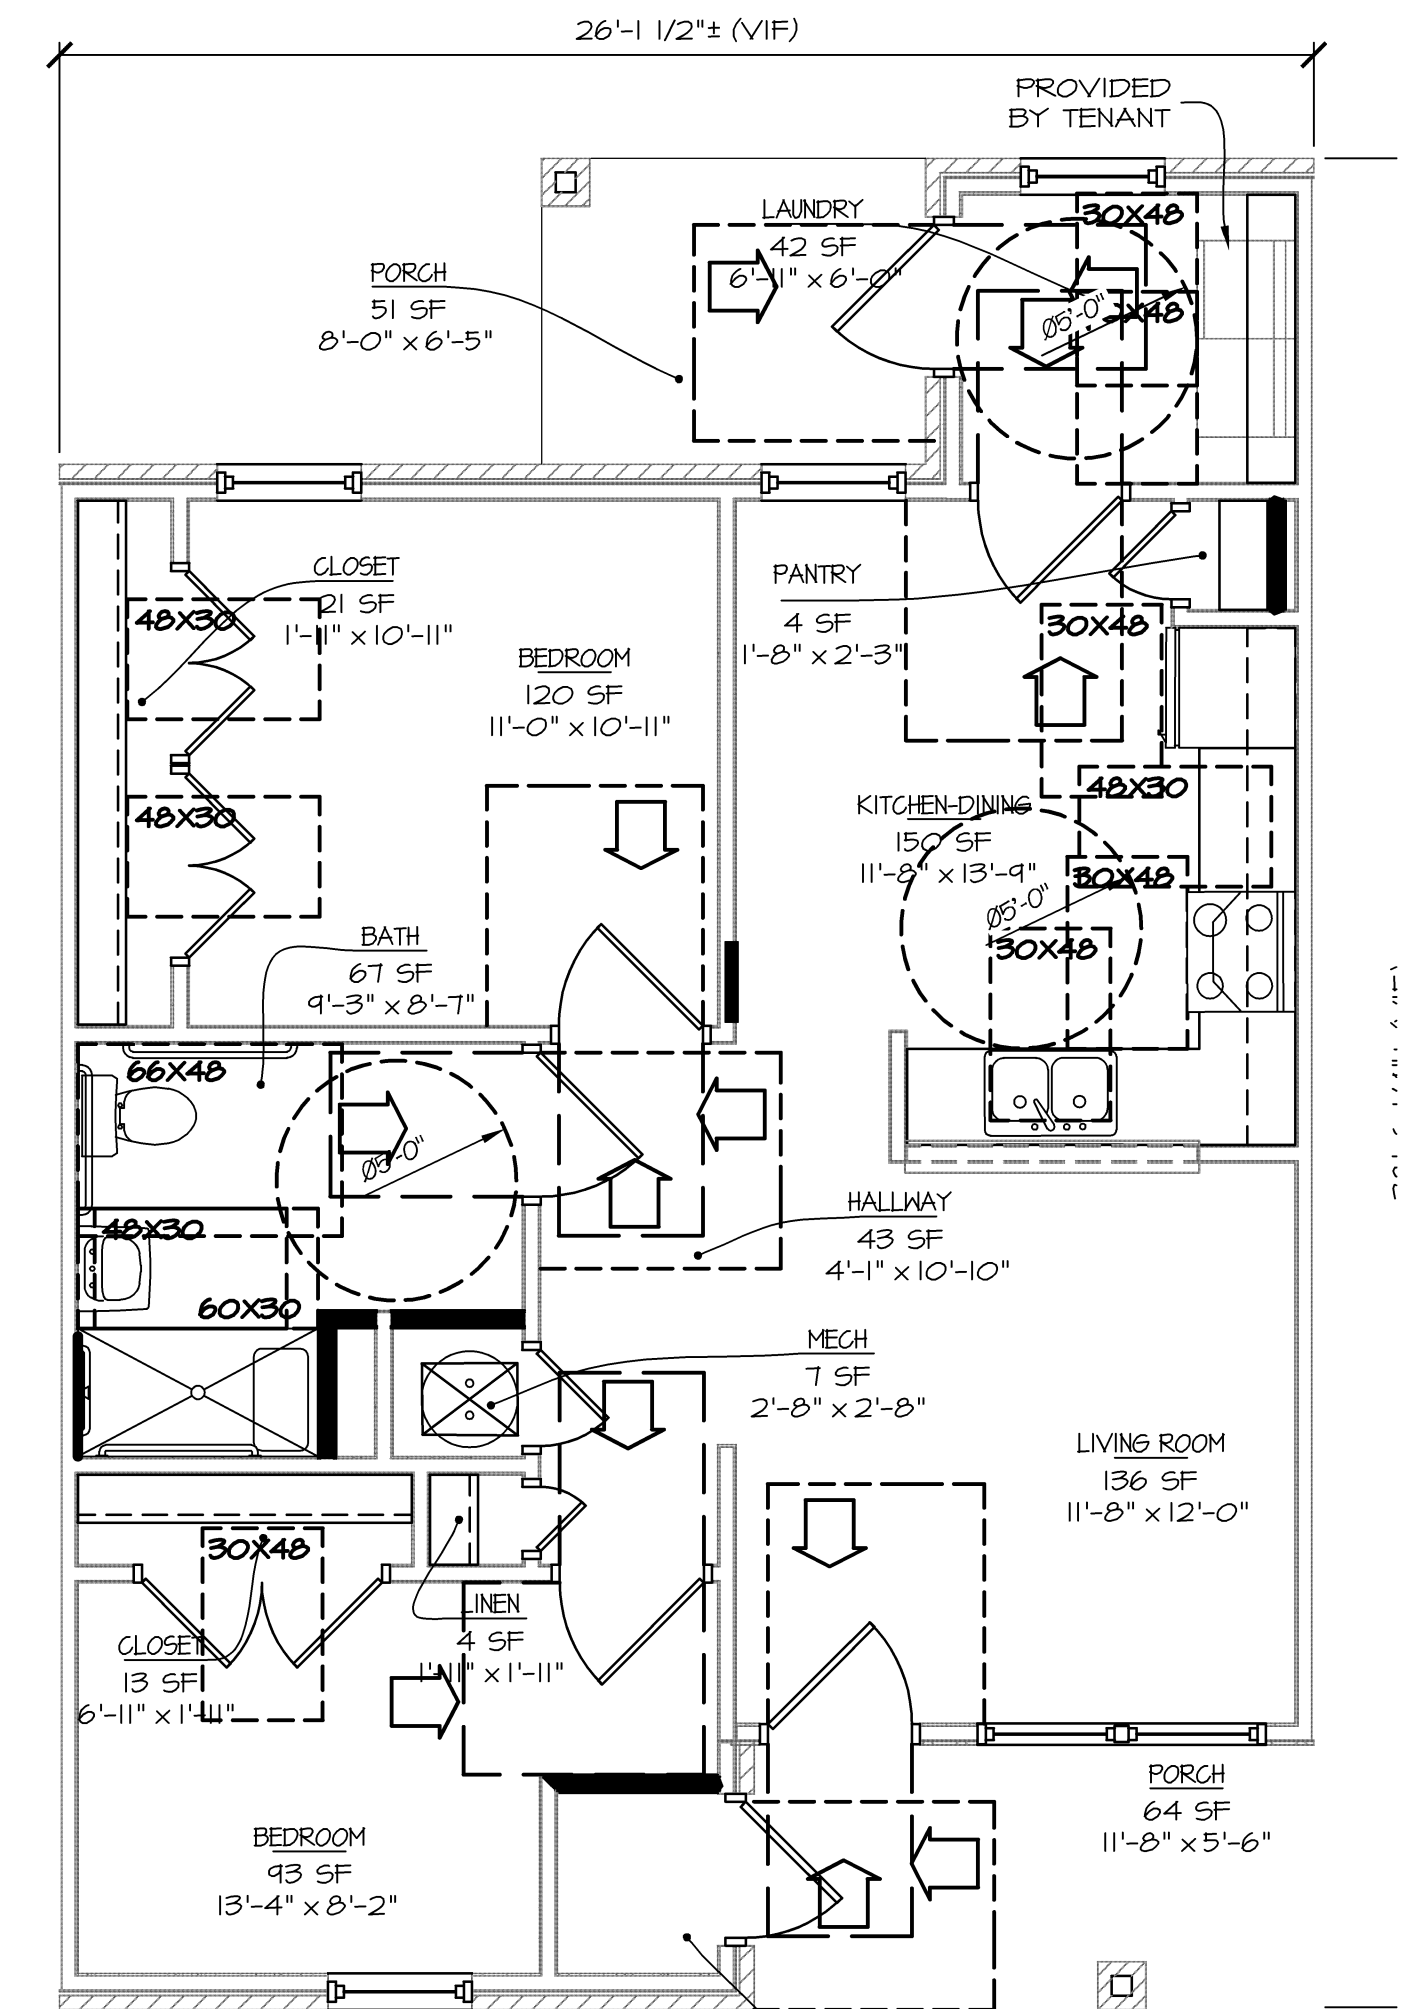 26'-1 1/2"± (VIF)
PROVIDED
BY TENANT
LAUNDRY
42 SF
6'-11" x 6'-0"
30X48
PORCH
51 SF
8'-0" x 6'-5"
Ø5'-0"
X48
CLOSET
21 SF
1'-11" x 10'-11"
48X30
PANTRY
4 SF
1'-8" x 2'-3"
30X48
BEDROOM
120 SF
11'-0" x 10'-11"
48X30
48X30
KITCHEN-DINING
150 SF
11'-8" x 13'-9"
30X48
Ø5'-0"
30X48
BATH
67 SF
9'-3" x 8'-7"
66X48
Ø5'-0"
48X30
60X30
HALLWAY
43 SF
4'-1" x 10'-10"
MECH
7 SF
2'-8" x 2'-8"
LIVING ROOM
136 SF
11'-8" x 12'-0"
30X48
LINEN
4 SF
1'-11" x 1'-11"
CLOSET
13 SF
6'-11" x 1'-11"
PORCH
64 SF
11'-8" x 5'-6"
BEDROOM
93 SF
13'-4" x 8'-2"